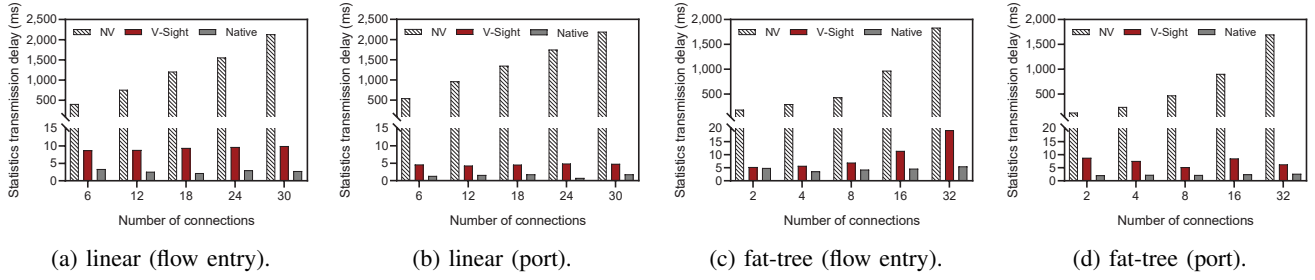 Statistics transmission delay (ms)
2,500
2,000
1,500
1,000
500
15
10
5
0
NV V-Sight Native
6 12 18 24 30
Number of connections
(a) linear (flow entry).
Statistics transmission delay (ms)
2,500
2,000
1,500
1,000
500
15
10
5
0
NV V-Sight Native
6 12 18 24 30
Number of connections
(b) linear (port).
Statistics transmission delay (ms)
2,000
1,500
1,000
500
20
15
10
5
0
NV V-Sight Native
2 4 8 16 32
Number of connections
(c) fat-tree (flow entry).
Statistics transmission delay (ms)
2,000
1,500
1,000
500
20
15
10
5
0
NV V-Sight Native
2 4 8 16 32
Number of connections
(d) fat-tree (port).